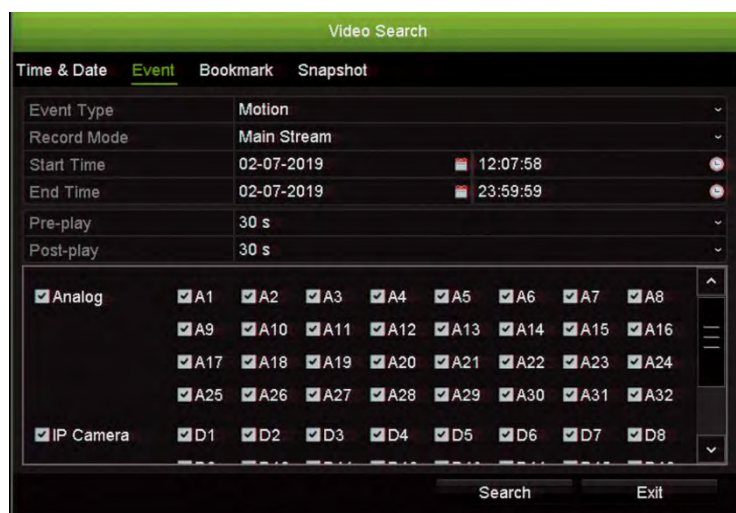 Video Search
Time & Date Event Bookmark Snapshot
Event Type Motion
Record Mode Main Stream
Start Time 02-07-2019 12:07:58
End Time 02-07-2019 23:59:59
Pre-play 30 s
Post-play 30 s
Analog A1 A2 A3 A4 A5 A6 A7 A8
A9 A10 A11 A12 A13 A14 A15 A16
A17 A18 A19 A20 A21 A22 A23 A24
A25 A26 A27 A28 A29 A30 A31 A32
IP Camera D1 D2 D3 D4 D5 D6 D7 D8
Search Exit